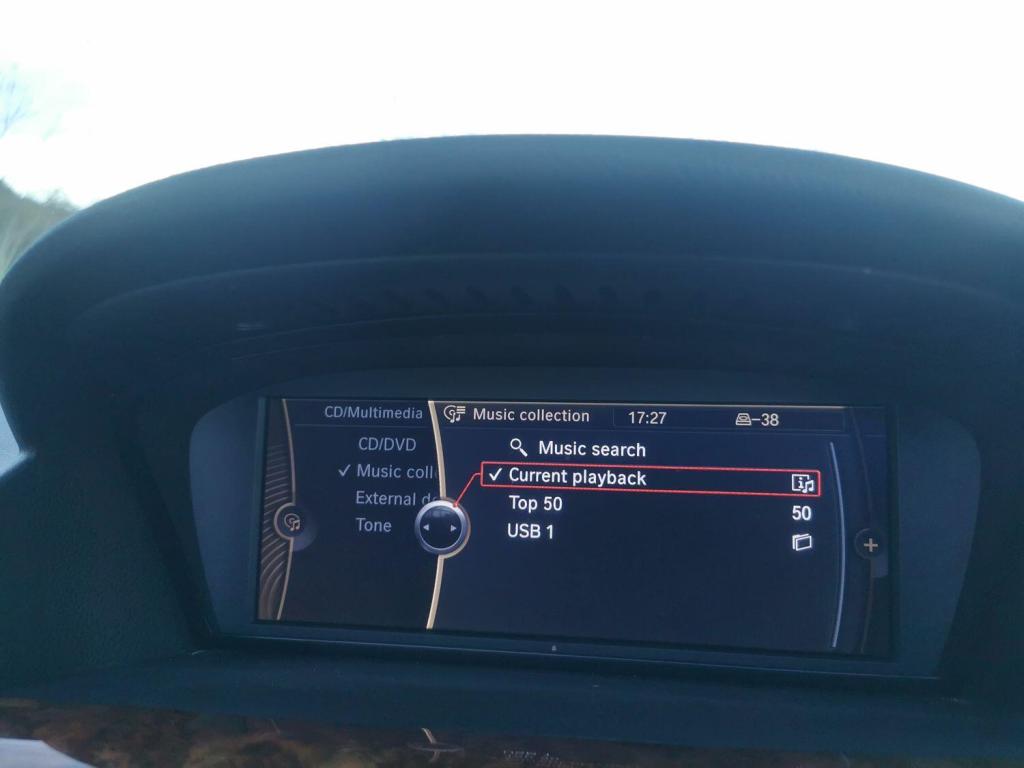 CD/Multimedia
CD/DVD
✓ Music coll
External d
Tone
Music collection 17:27 -38
Music search
✓ Current playback
Top 50 50
USB 1
+